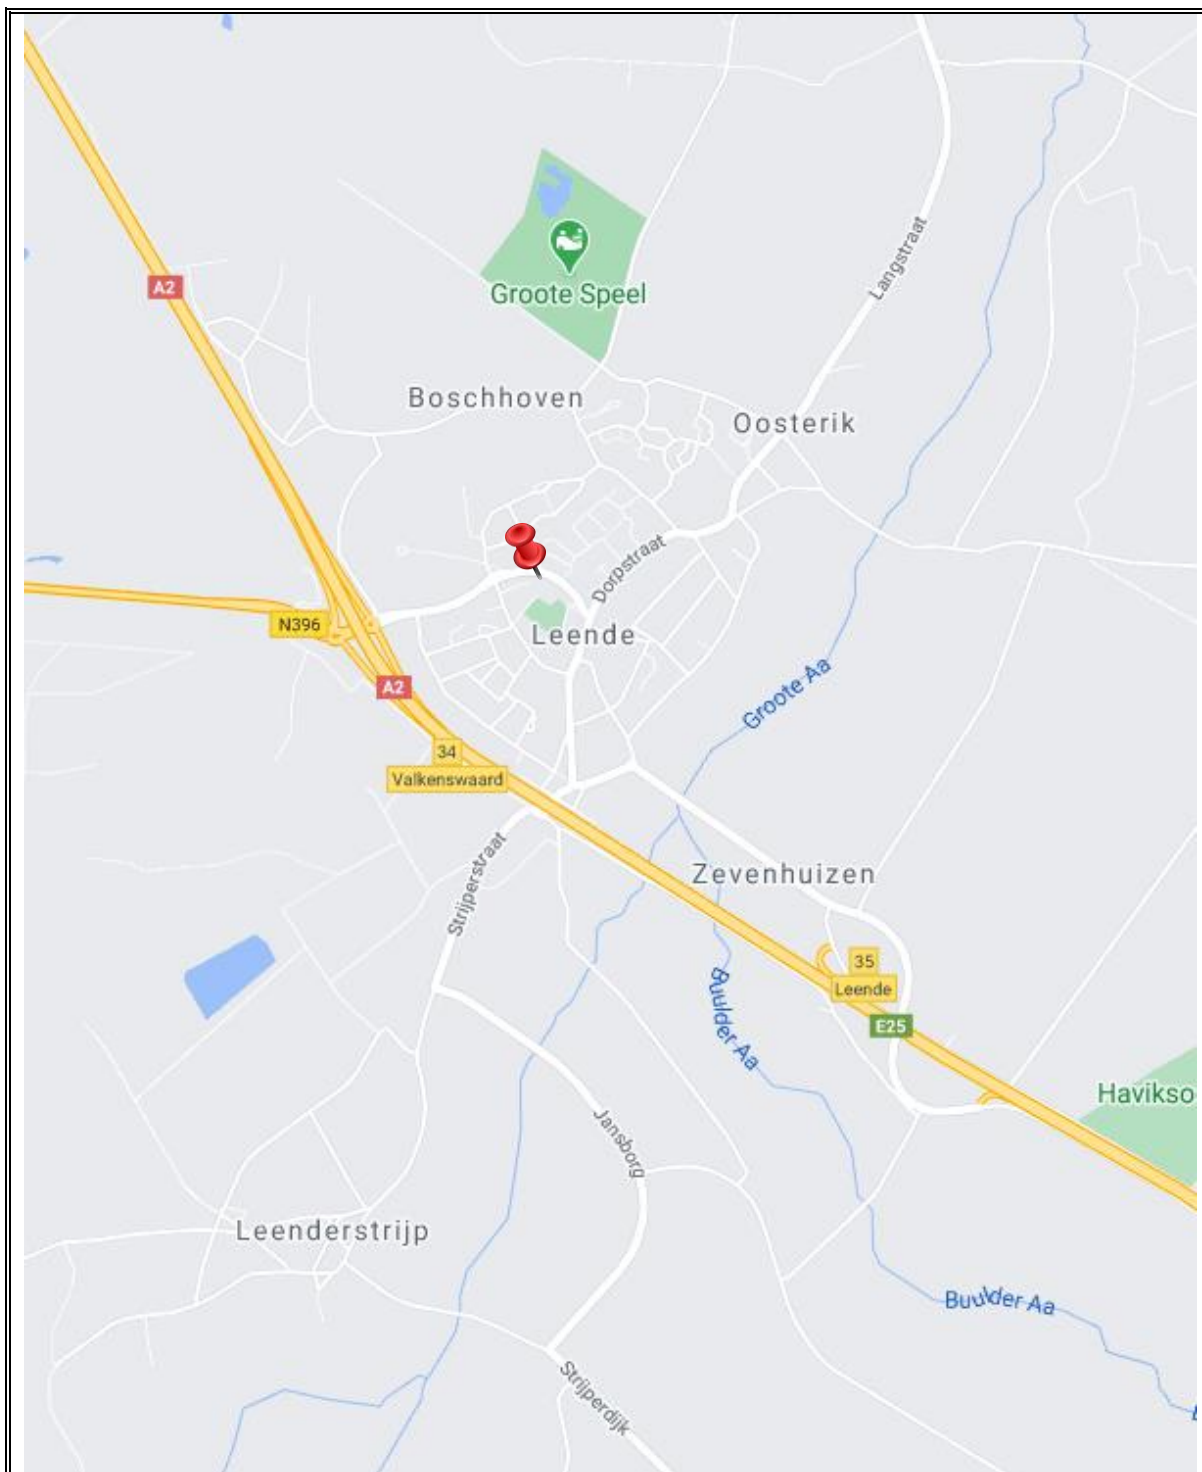 Langstraat
A2
Groote Speel
Boschhoven
Oosterik
Dorpstraat
N396
Leende
Groote Aa
A2
34
Valkenswaard
Strijperstraat
Zevenhuizen
35
Leende
Buulder Aa
E25
Havikso
Jansborg
Leenderstrijp
Buulder Aa
Strijperdijk